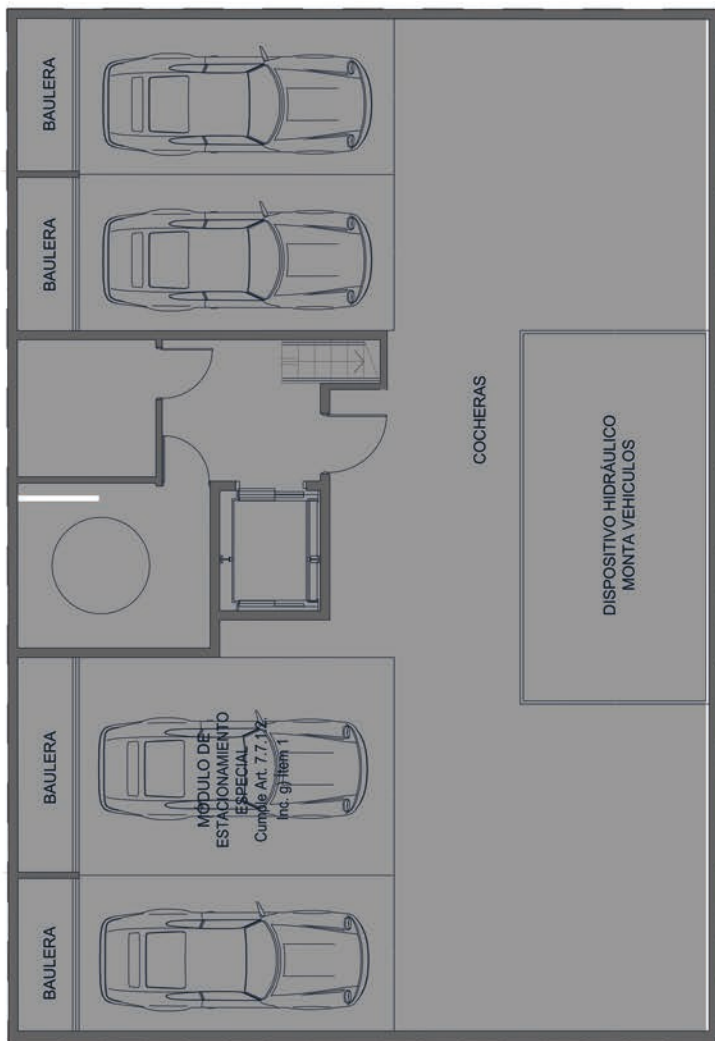 BAULERA
BAULERA
COCHERAS
DISPOSITIVO HIDRÁULICO
MONTA VEHICULOS
BAULERA
MODULO DE
ESTACIONAMIENTO
ESPECIAL
Cumple Art. 7.7.1.2.
Inc. g) Item 1
BAULERA